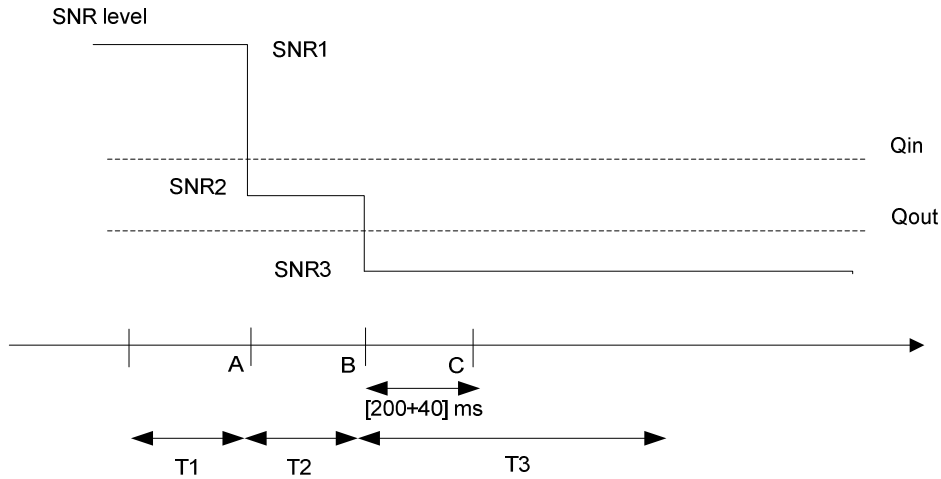 SNR level
SNR1
Qin
SNR2
Qout
SNR3
A
B
C
[200+40] ms
T1
T2
T3